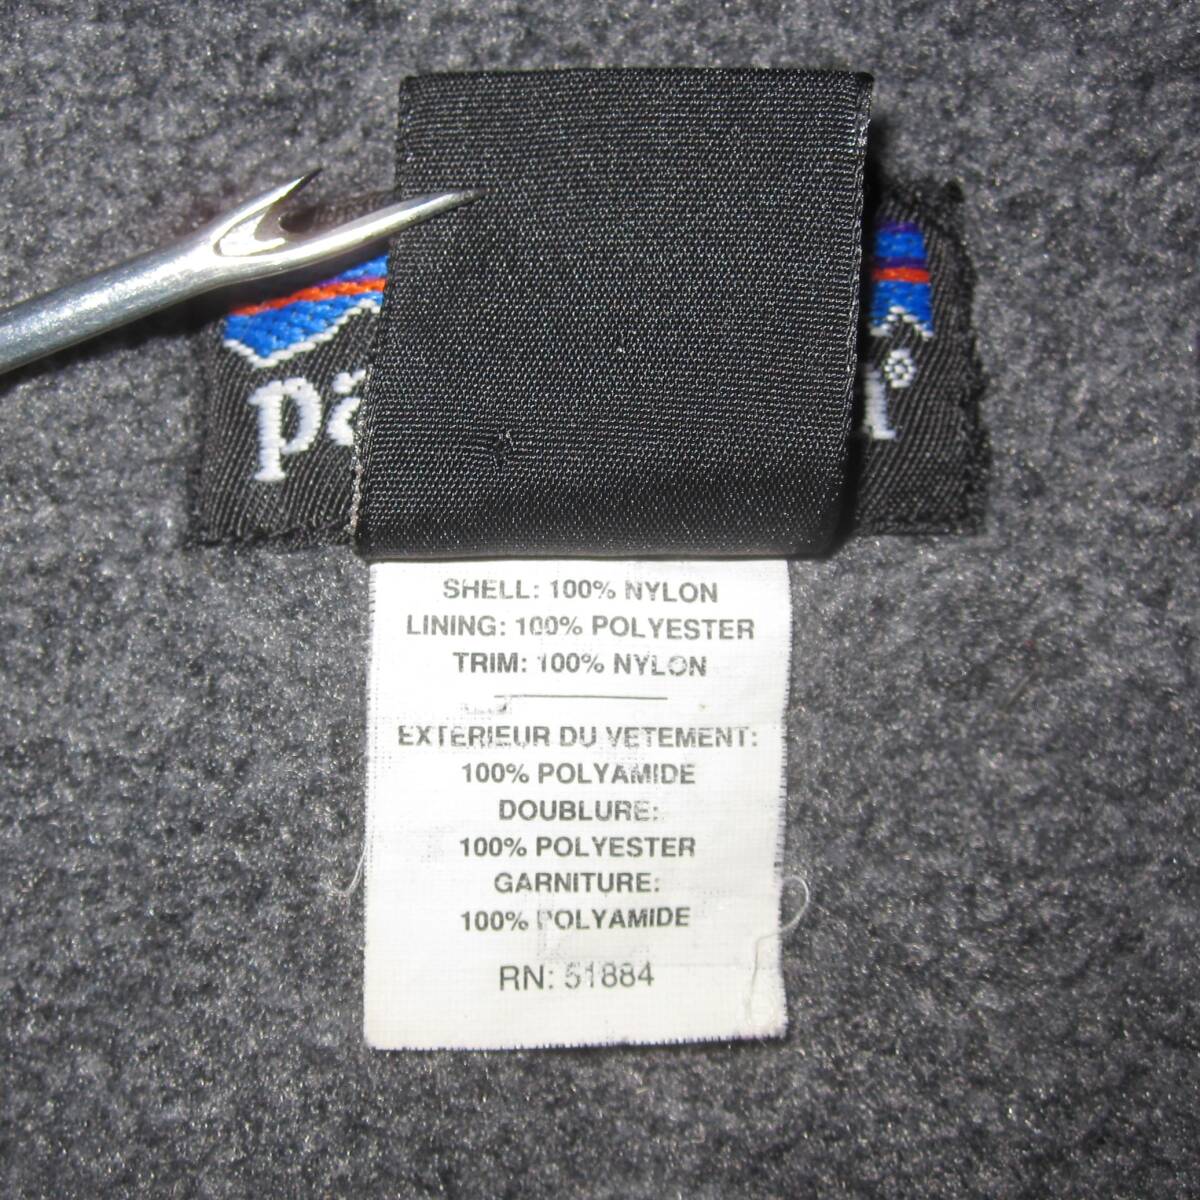 pa
a®
SHELL: 100% NYLON
LINING: 100% POLYESTER
TRIM: 100% NYLON
EXTERIEUR DU VETEMENT:
100% POLYAMIDE
DOUBLURE:
100% POLYESTER
GARNITURE:
100% POLYAMIDE
RN: 51884